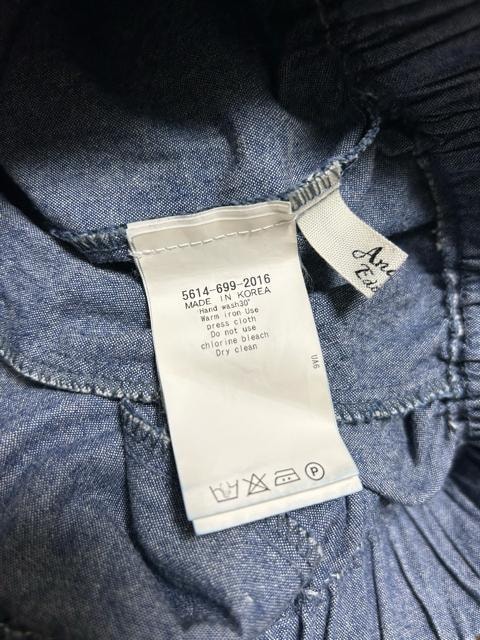 5614-699-2016
MADE IN KOREA
Hand wash30°
Warm iron Use
press cloth
Do not use
chlorine bleach
Dry clean
UA6
P